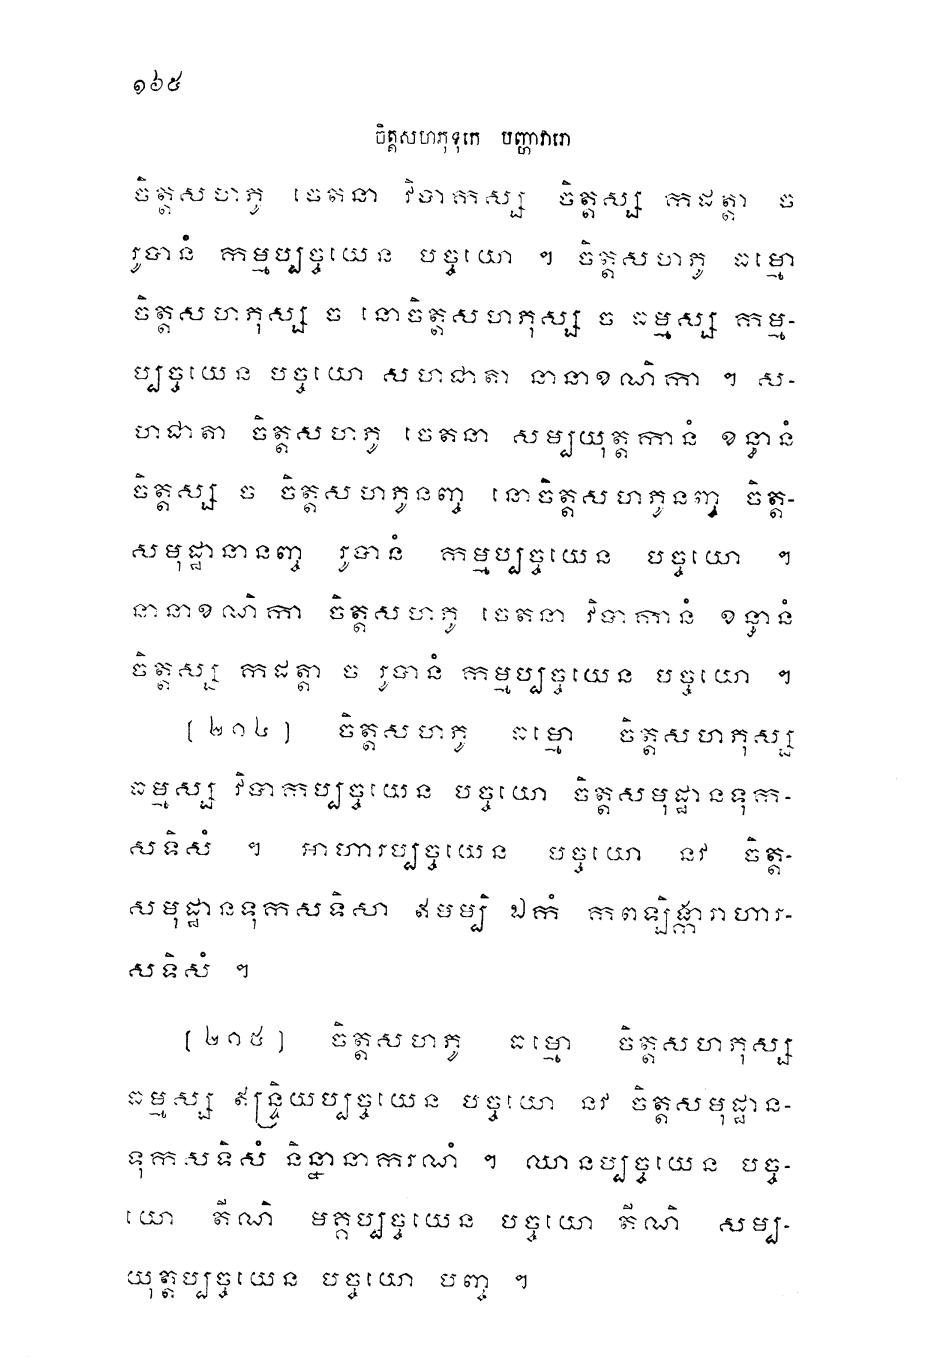 ១៦៥
ចិត្តសហភុទុកេ បញ្ហាវារោ
ចិត្តសហភូ ចេតនា វិបាកស្ស ចិត្តស្ស កដត្តា ច
រូបានំ កម្មប្បច្ចយេន បច្ចយោ ។ ចិត្តសហភូ ធម្មោ
ចិត្តសហភុស្ស ច នោចិត្តសហភុស្ស ច ធម្មស្ស កម្ម-
ប្បច្ចយេន បច្ចយោ សហជាតា នានាខណិកា ។ ស-
ហជាតា ចិត្តសហភូ ចេតនា សម្បយុត្តកានំ ខន្ធានំ
ចិត្តស្ស ច ចិត្តសហភូនញ្ច នោចិត្តសហភូនញ្ច ចិត្ត-
សមុដ្ឋានានញ្ច រូបានំ កម្មប្បច្ចយេន បច្ចយោ ។
នានាខណិកា ចិត្តសហភូ ចេតនា វិបាកានំ ខន្ធានំ
ចិត្តស្ស កដត្តា ច រូបានំ កម្មប្បច្ចយេន បច្ចយោ ។
[២១៤] ចិត្តសហភូ ធម្មោ ចិត្តសហភុស្ស
ធម្មស្ស វិបាកប្បច្ចយេន បច្ចយោ ចិត្តសមុដ្ឋានទុក-
សទិសំ ។ អាហារប្បច្ចយេន បច្ចយោ នវ ចិត្ត-
សមុដ្ឋានទុកសទិសា ឥមម្បិ ឯកំ កពឡិង្ការាហារ-
សទិសំ ។
[២១៥] ចិត្តសហភូ ធម្មោ ចិត្តសហភុស្ស
ធម្មស្ស ឥន្ទ្រិយប្បច្ចយេន បច្ចយោ នវ ចិត្តសមុដ្ឋាន-
ទុកសទិសំ និន្នានាករណំ ។ ឈានប្បច្ចយេន បច្ច-
យោ តីណិ មគ្គប្បច្ចយេន បច្ចយោ តីណិ សម្ប-
យុត្តប្បច្ចយេន បច្ចយោ បញ្ច ។